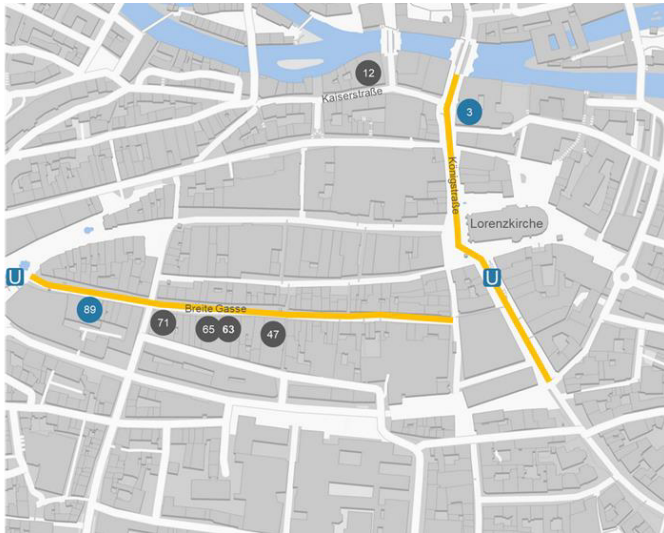 12
Kaiserstraße
3
Königstraße
Lorenzkirche
U
U
Breite Gasse
89
71
65
63
47